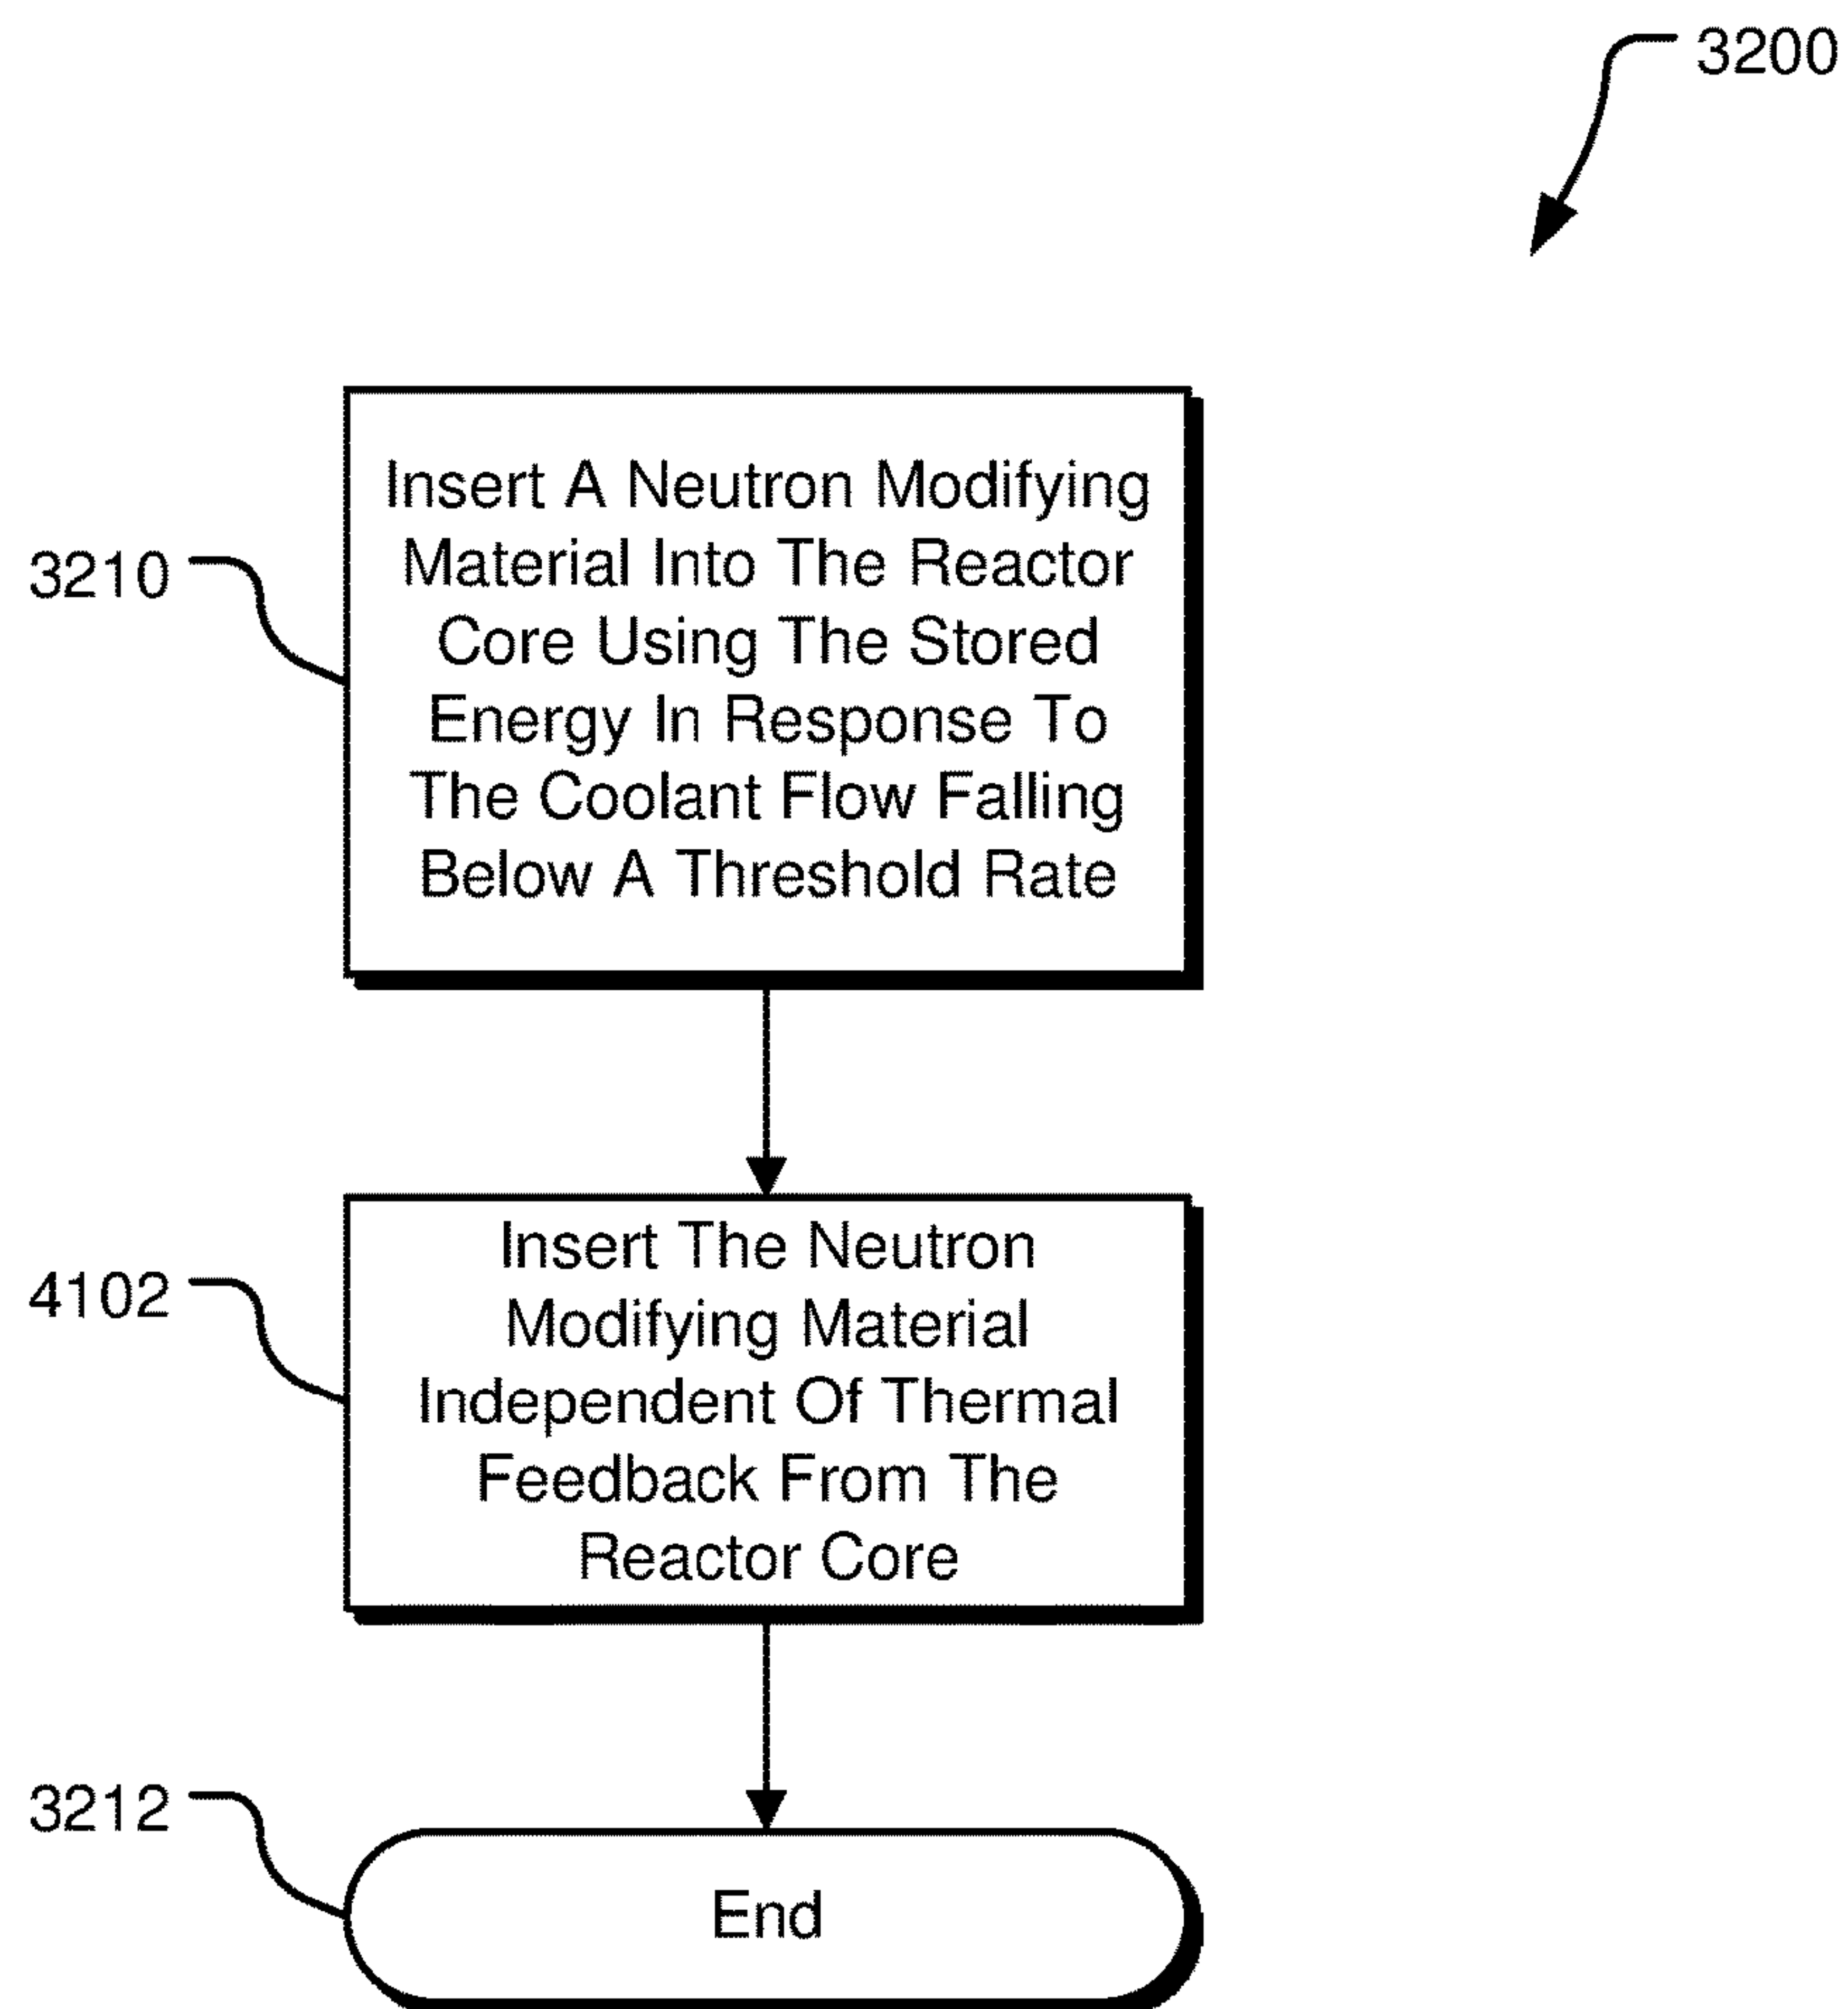 3200
3210
Insert A Neutron Modifying
Material Into The Reactor
Core Using The Stored
Energy In Response To
The Coolant Flow Falling
Below A Threshold Rate
4102
Insert The Neutron
Modifying Material
Independent Of Thermal
Feedback From The
Reactor Core
3212
End